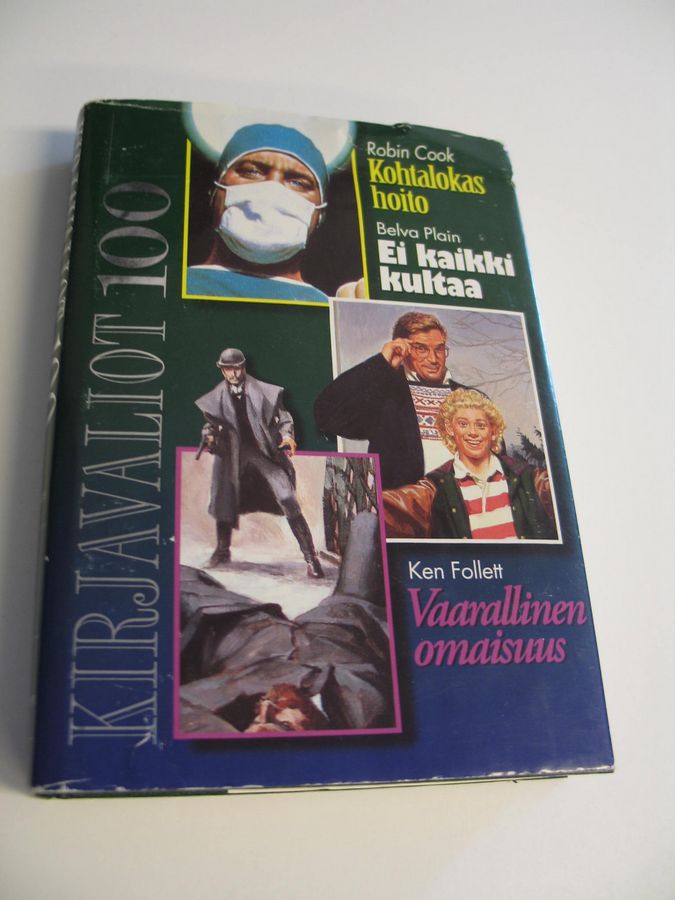 KIRJAVALIOT 100
Robin Cook
Kohtalokas
hoito
Belva Plain
Ei kaikki
kultaa
Ken Follett
Vaarallinen
omaisuus